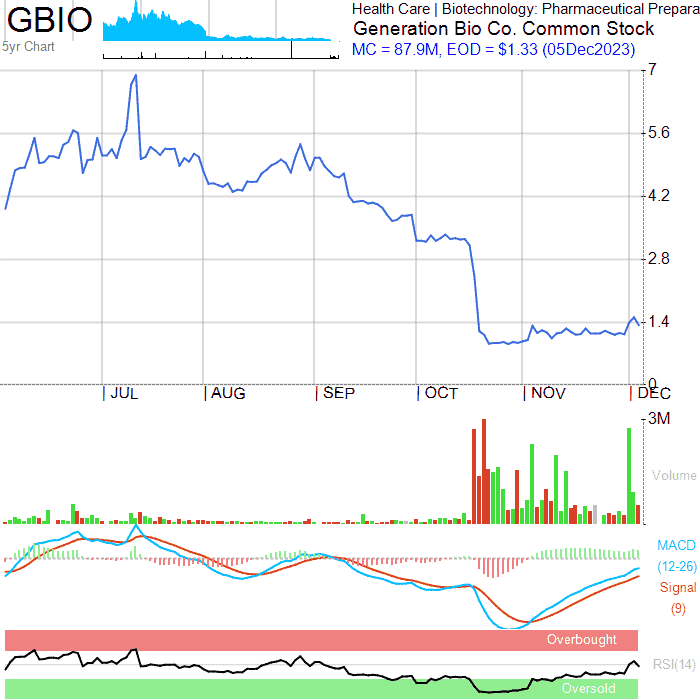 GBIO
5yr Chart
Health Care | Biotechnology: Pharmaceutical Prepara
Generation Bio Co. Common Stock
MC = 87.9M, EOD = $1.33 (05Dec2023)
7
5.6
4.2
2.8
1.4
0
JUL AUG SEP OCT NOV DEC
3M
Volume
MACD
(12-26)
Signal
(9)
Overbought
RSI(14)
Oversold